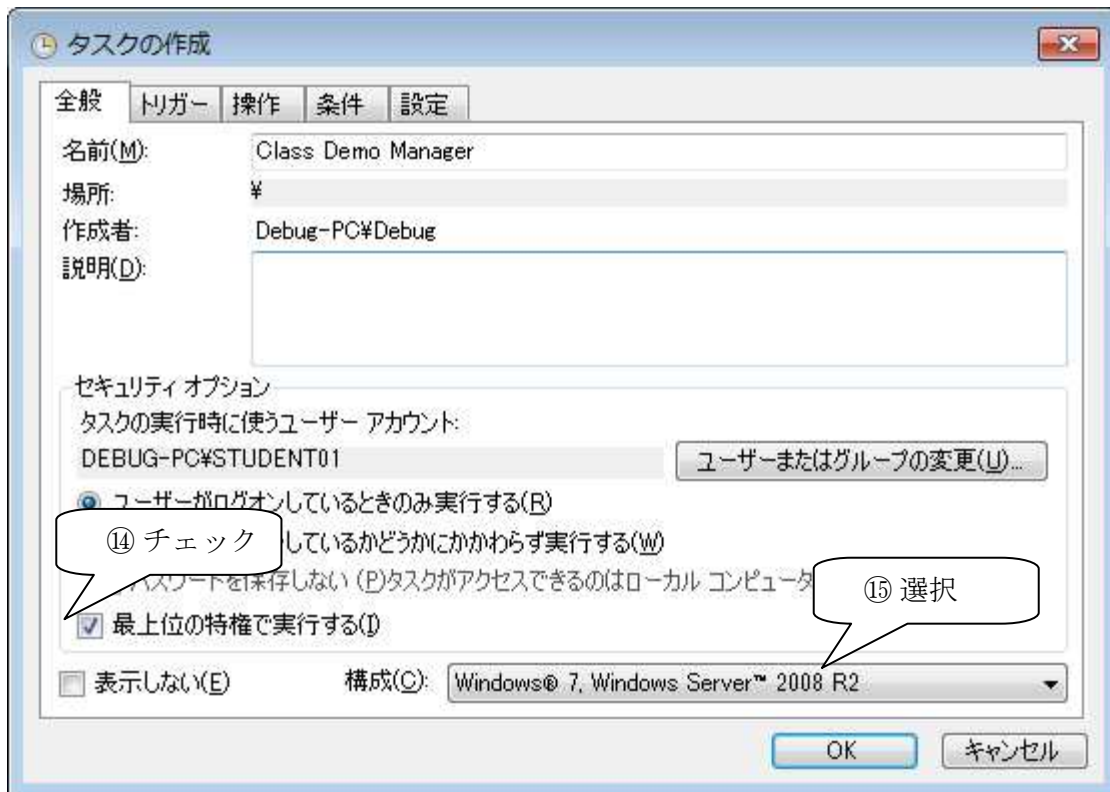 タスクの作成
全般 トリガー 操作 条件 設定
名前(M): Class Demo Manager
場所: ¥
作成者: Debug-PC¥Debug
説明(D):
セキュリティ オプション
タスクの実行時に使うユーザー アカウント:
DEBUG-PC¥STUDENT01 ユーザーまたはグループの変更(U)...
ユーザーがログオンしているときのみ実行する(R)
⑭ チェック しているかどうかにかかわらず実行する(W)
パスワードを保存しない (P)タスクがアクセスできるのはローカル コンピュータ
⑮ 選択
最上位の特権で実行する(I)
表示しない(E) 構成(C): Windows® 7, Windows Server™ 2008 R2
OK キャンセル